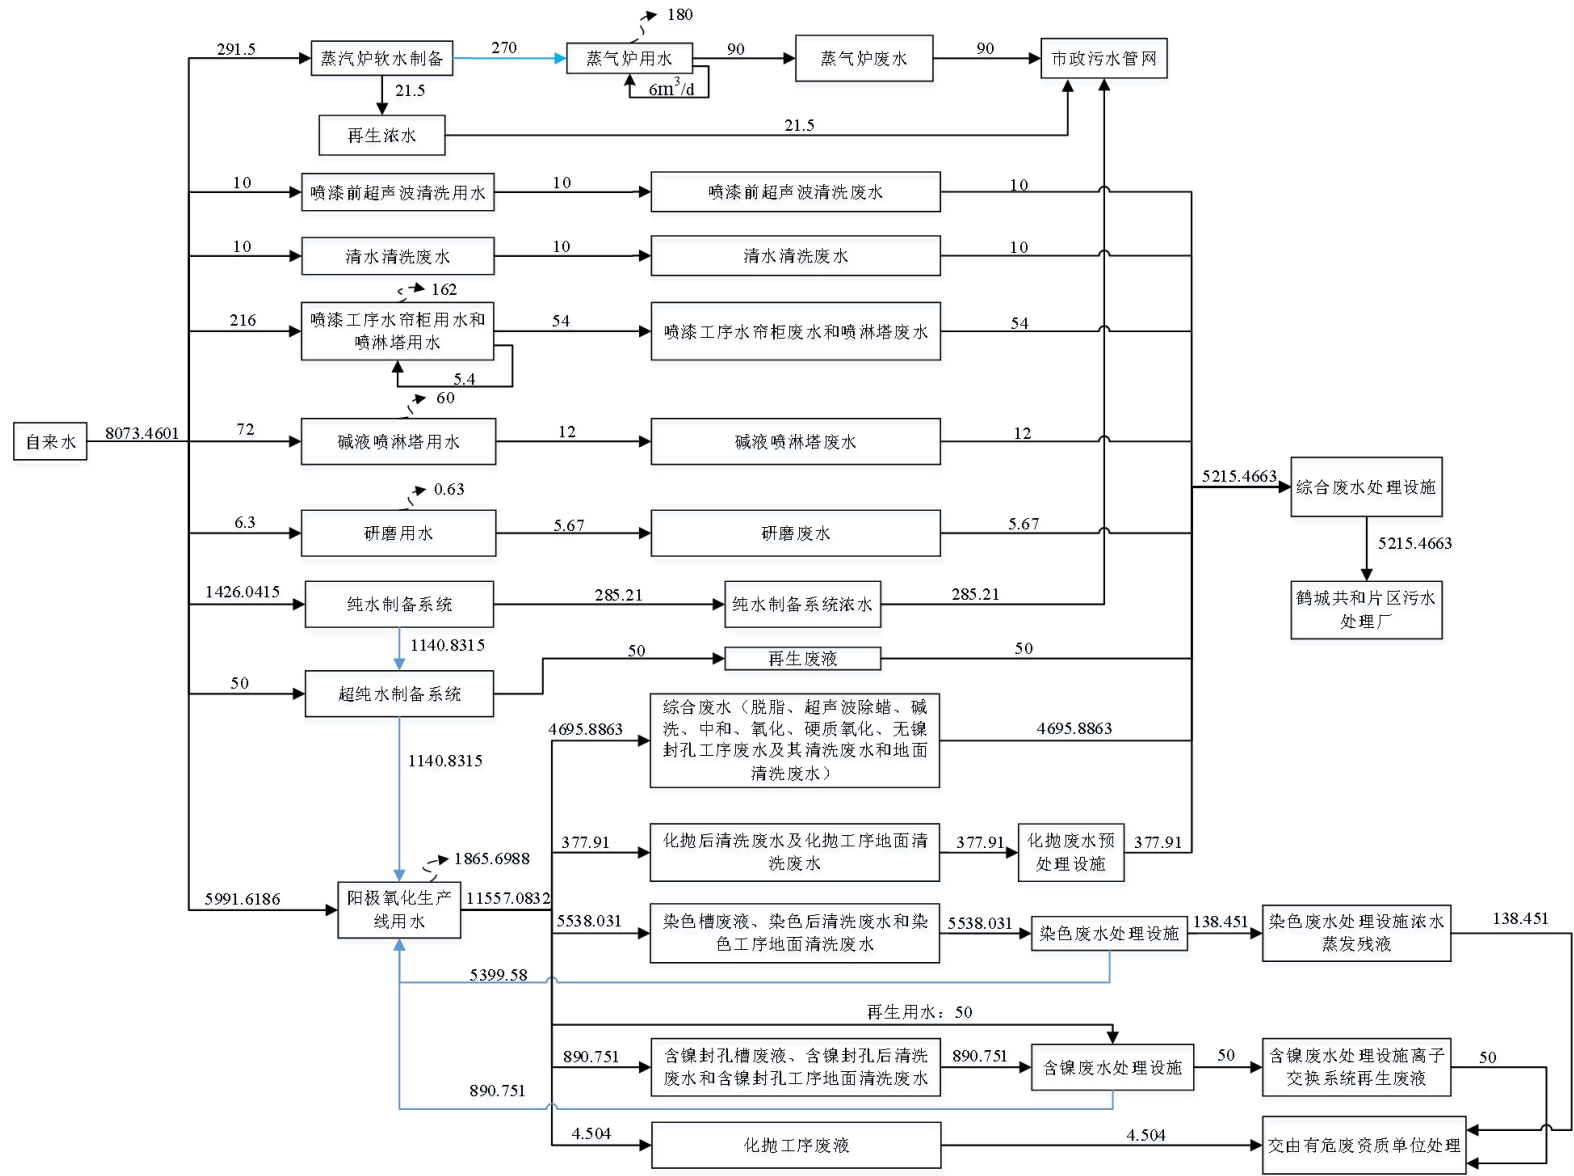 180
291.5
蒸汽炉软水制备
270
蒸气炉用水
90
蒸气炉废水
90
市政污水管网
6m³/d
21.5
再生浓水
21.5
10
喷漆前超声波清洗用水
10
喷漆前超声波清洗废水
10
10
清水清洗废水
10
清水清洗废水
10
162
216
喷漆工序水帘柜用水和
喷淋塔用水
54
喷漆工序水帘柜废水和喷淋塔废水
54
5.4
60
自来水
8073.4601
72
碱液喷淋塔用水
12
碱液喷淋塔废水
12
5215.4663
综合废水处理设施
0.63
6.3
研磨用水
5.67
研磨废水
5.67
5215.4663
鹤城共和片区污水
处理厂
1426.0415
纯水制备系统
285.21
纯水制备系统浓水
285.21
1140.8315
50
超纯水制备系统
50
再生废液
50
1140.8315
4695.8863
综合废水（脱脂、超声波除蜡、碱
洗、中和、氧化、硬质氧化、无镍
封孔工序废水及其清洗废水和地面
清洗废水）
4695.8863
377.91
化抛后清洗废水及化抛工序地面清
洗废水
377.91
化抛废水预
处理设施
377.91
1865.6988
5991.6186
阳极氧化生产
线用水
11557.0832
5538.031
染色槽废液、染色后清洗废水和染
色工序地面清洗废水
5538.031
染色废水处理设施
138.451
染色废水处理设施浓水
蒸发残液
138.451
5399.58
再生用水：50
890.751
含镍封孔槽废液、含镍封孔后清洗
废水和含镍封孔工序地面清洗废水
890.751
含镍废水处理设施
50
含镍废水处理设施离子
交换系统再生废液
50
890.751
4.504
化抛工序废液
4.504
交由有危废资质单位处理